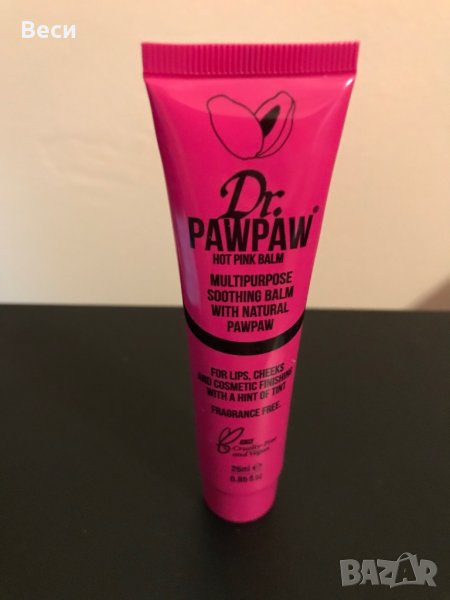 Веси
Dr.
PAWPAW®
HOT PINK BALM
MULTIPURPOSE
SOOTHING BALM
WITH NATURAL
PAWPAW
FOR LIPS, CHEEKS
AND COSMETIC FINISHING
WITH A HINT OF TINT
FRAGRANCE FREE.
Cruelty-Free
and Vegan
25ml e
0.85 fl oz
BAZAR